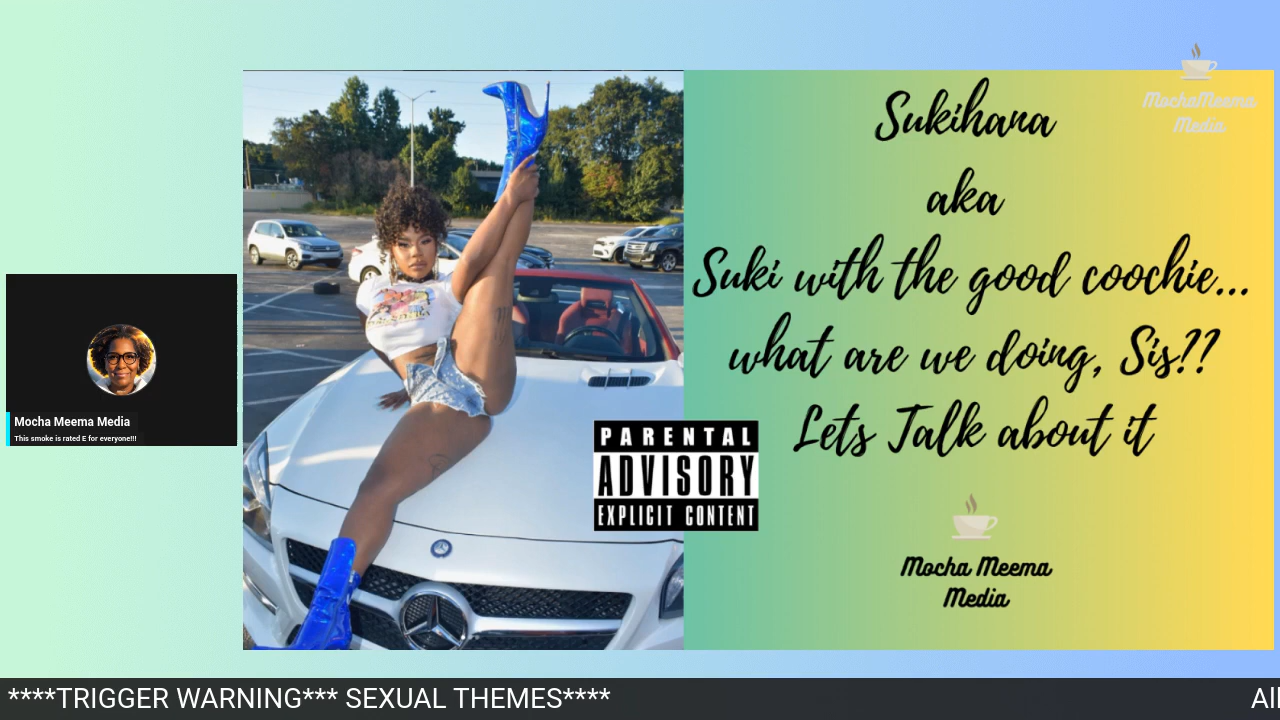 Sukihana
aka
Suki with the good coochie...
what are we doing, Sis??
Lets Talk about it
MochaMeema
Media
PARENTAL
ADVISORY
EXPLICIT CONTENT
Mocha Meema
Media
Mocha Meema Media
This smoke is rated E for everyone!!!
****TRIGGER WARNING*** SEXUAL THEMES****
All